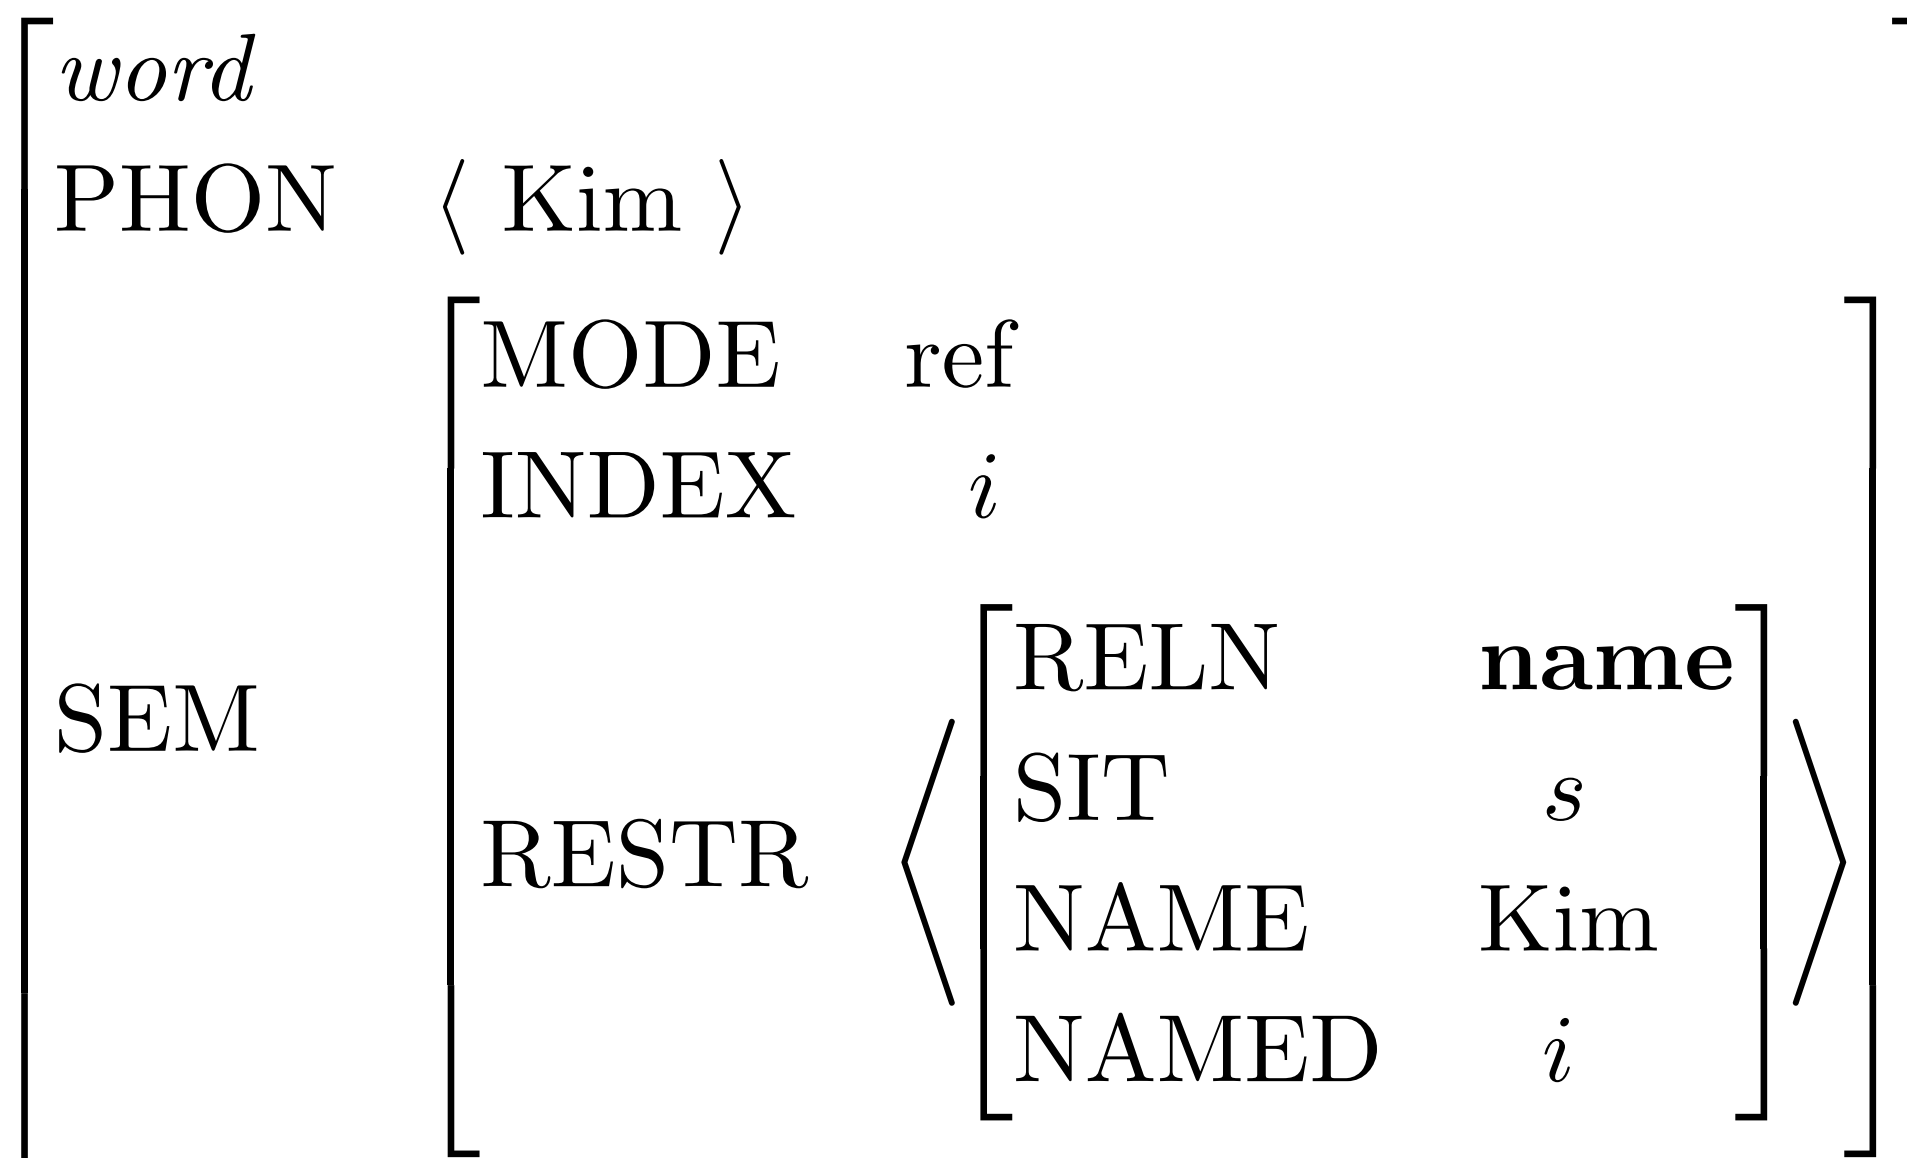 word
PHON ⟨ Kim ⟩
MODE ref
INDEX i
RELN name
SEM
SIT s
RESTR
NAME Kim
NAMED i